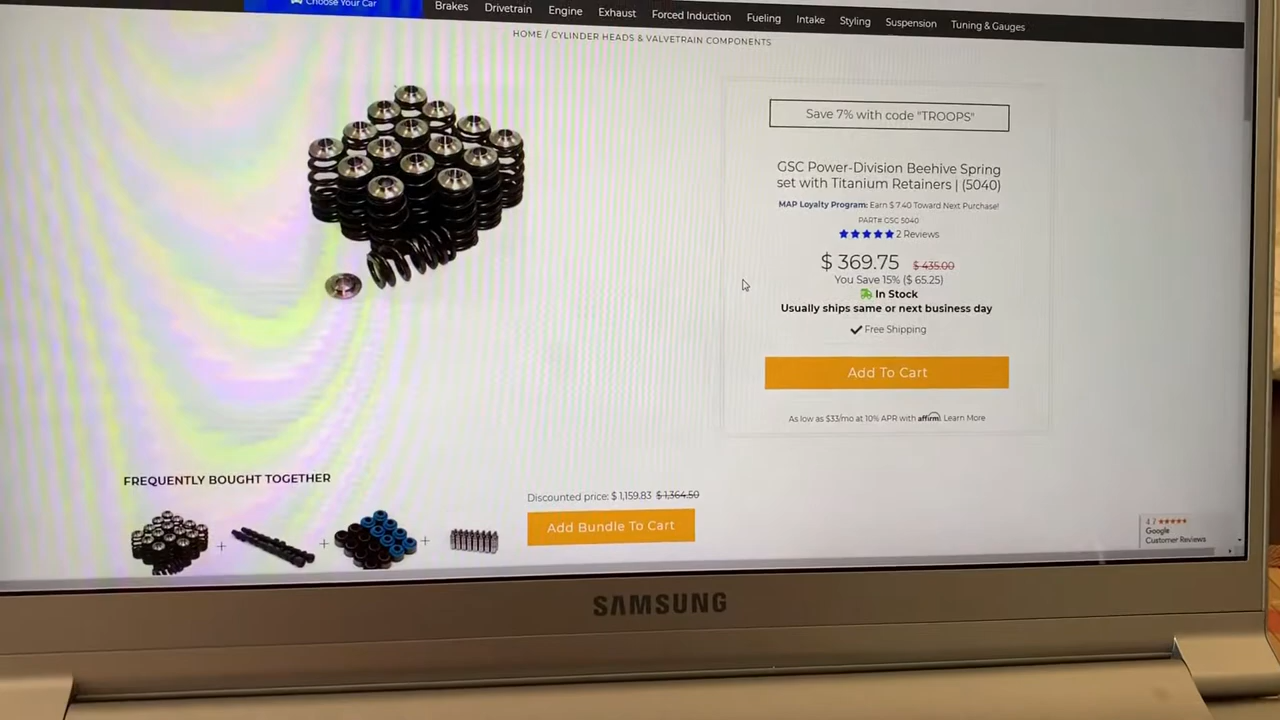 Choose Your Car
Brakes Drivetrain Engine Exhaust Forced Induction Fueling Intake Styling Suspension Tuning & Gauges
HOME / CYLINDER HEADS & VALVETRAIN COMPONENTS
Save 7% with code "TROOPS"
GSC Power-Division Beehive Spring
set with Titanium Retainers | (5040)
MAP Loyalty Program: Earn $ 7.40 Toward Next Purchase!
PART# GSC 5040
2 Reviews
$ 369.75 $ 435.00
You Save 15% ($ 65.25)
In Stock
Usually ships same or next business day
Free Shipping
Add To Cart
As low as $33/mo at 10% APR with affirm. Learn More
FREQUENTLY BOUGHT TOGETHER
Discounted price: $ 1,159.83 $ 1,364.50
Add Bundle To Cart
+ + +
4.7
Google
Customer Reviews
SAMSUNG